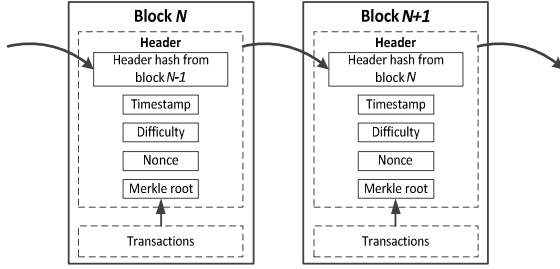 Block N
Header
Header hash from
block N-1
Timestamp
Difficulty
Nonce
Merkle root
Transactions
Block N+1
Header
Header hash from
block N
Timestamp
Difficulty
Nonce
Merkle root
Transactions